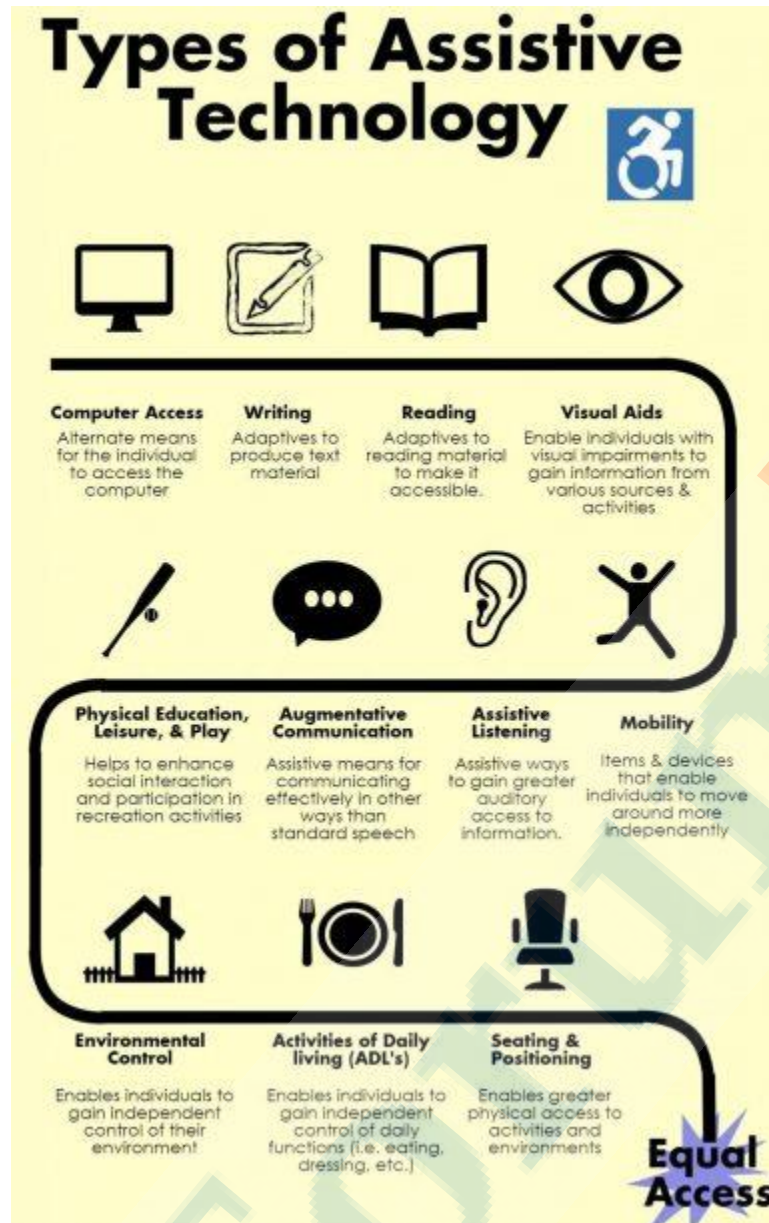 Types of Assistive
Technology
Computer Access
Alternate means
for the individual
to access the
computer
Writing
Adaptives to
produce text
material
Reading
Adaptives to
reading material
to make it
accessible.
Visual Aids
Enable individuals with
visual impairments to
gain information from
various sources &
activities
Physical Education,
Leisure, & Play
Helps to enhance
social interaction
and participation in
recreation activities
Augmentative
Communication
Assistive means for
communicating
effectively in other
ways than
standard speech
Assistive
Listening
Assistive ways
to gain greater
auditory
access to
information.
Mobility
Items & devices
that enable
individuals to move
around more
independently
Environmental
Control
Enables individuals to
gain independent
control of their
environment
Activities of Daily
living (ADL's)
Enables individuals to
gain independent
control of daily
functions (i.e. eating,
dressing, etc.)
Seating &
Positioning
Enables greater
physical access to
activities and
environments
Equal
Access